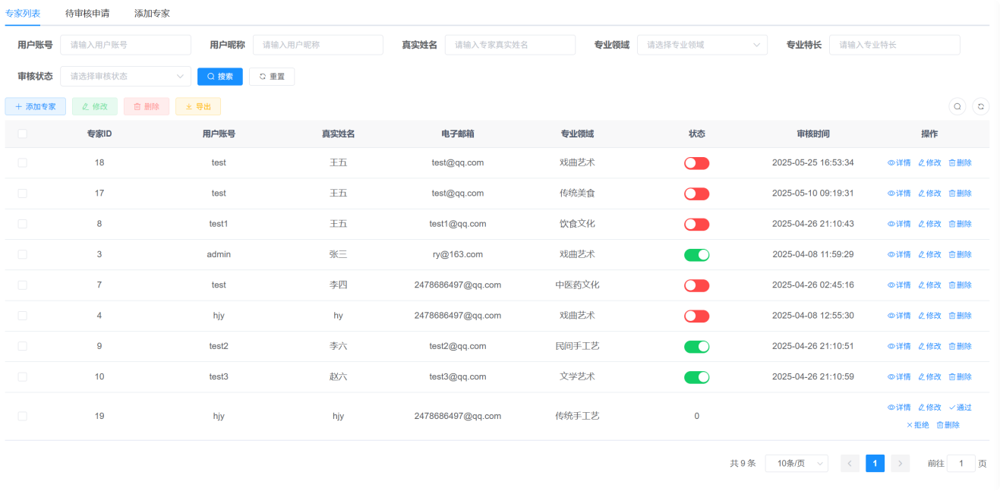 专家列表 待审核申请 添加专家
用户账号 请输入用户账号 用户昵称 请输入用户昵称 真实姓名 请输入专家真实姓名 专业领域 请选择专业领域 专业特长 请输入专业特长
审核状态 请选择审核状态 搜索 重置
添加专家 修改 删除 导出
专家ID 用户账号 真实姓名 电子邮箱 专业领域 状态 审核时间 操作
18 test 王五 test@qq.com 戏曲艺术 2025-05-25 16:53:34 详情 修改 删除
17 test 王五 test@qq.com 传统美食 2025-05-10 09:19:31 详情 修改 删除
8 test1 王五 test1@qq.com 饮食文化 2025-04-26 21:10:43 详情 修改 删除
3 admin 张三 ry@163.com 戏曲艺术 2025-04-08 11:59:29 详情 修改 删除
7 test 李四 2478686497@qq.com 中医药文化 2025-04-26 02:45:16 详情 修改 删除
4 hjy hy 2478686497@qq.com 戏曲艺术 2025-04-08 12:55:30 详情 修改 删除
9 test2 李六 test2@qq.com 民间手工艺 2025-04-26 21:10:51 详情 修改 删除
10 test3 赵六 test3@qq.com 文学艺术 2025-04-26 21:10:59 详情 修改 删除
19 hjy hjy 2478686497@qq.com 传统手工艺 0 详情 修改 通过
拒绝 删除
共 9 条 10条/页 1 前往 1 页